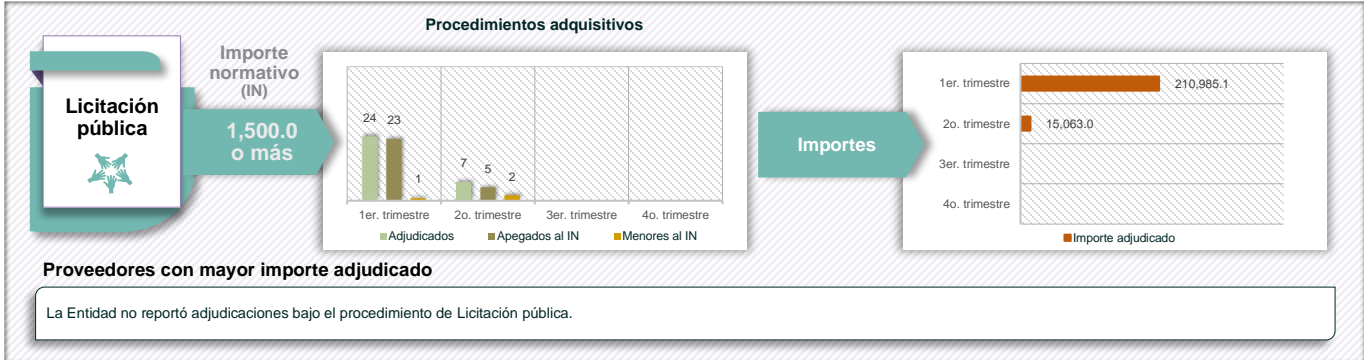 Procedimientos adquisitivos
Importe
normativo
(IN)
Licitación
pública
1,500.0
o más
24
23
1
7
5
2
1er. trimestre
2o. trimestre
3er. trimestre
4o. trimestre
Adjudicados
Apegados al IN
Menores al IN
Importes
1er. trimestre
210,985.1
2o. trimestre
15,063.0
3er. trimestre
4o. trimestre
Importe adjudicado
Proveedores con mayor importe adjudicado
La Entidad no reportó adjudicaciones bajo el procedimiento de Licitación pública.